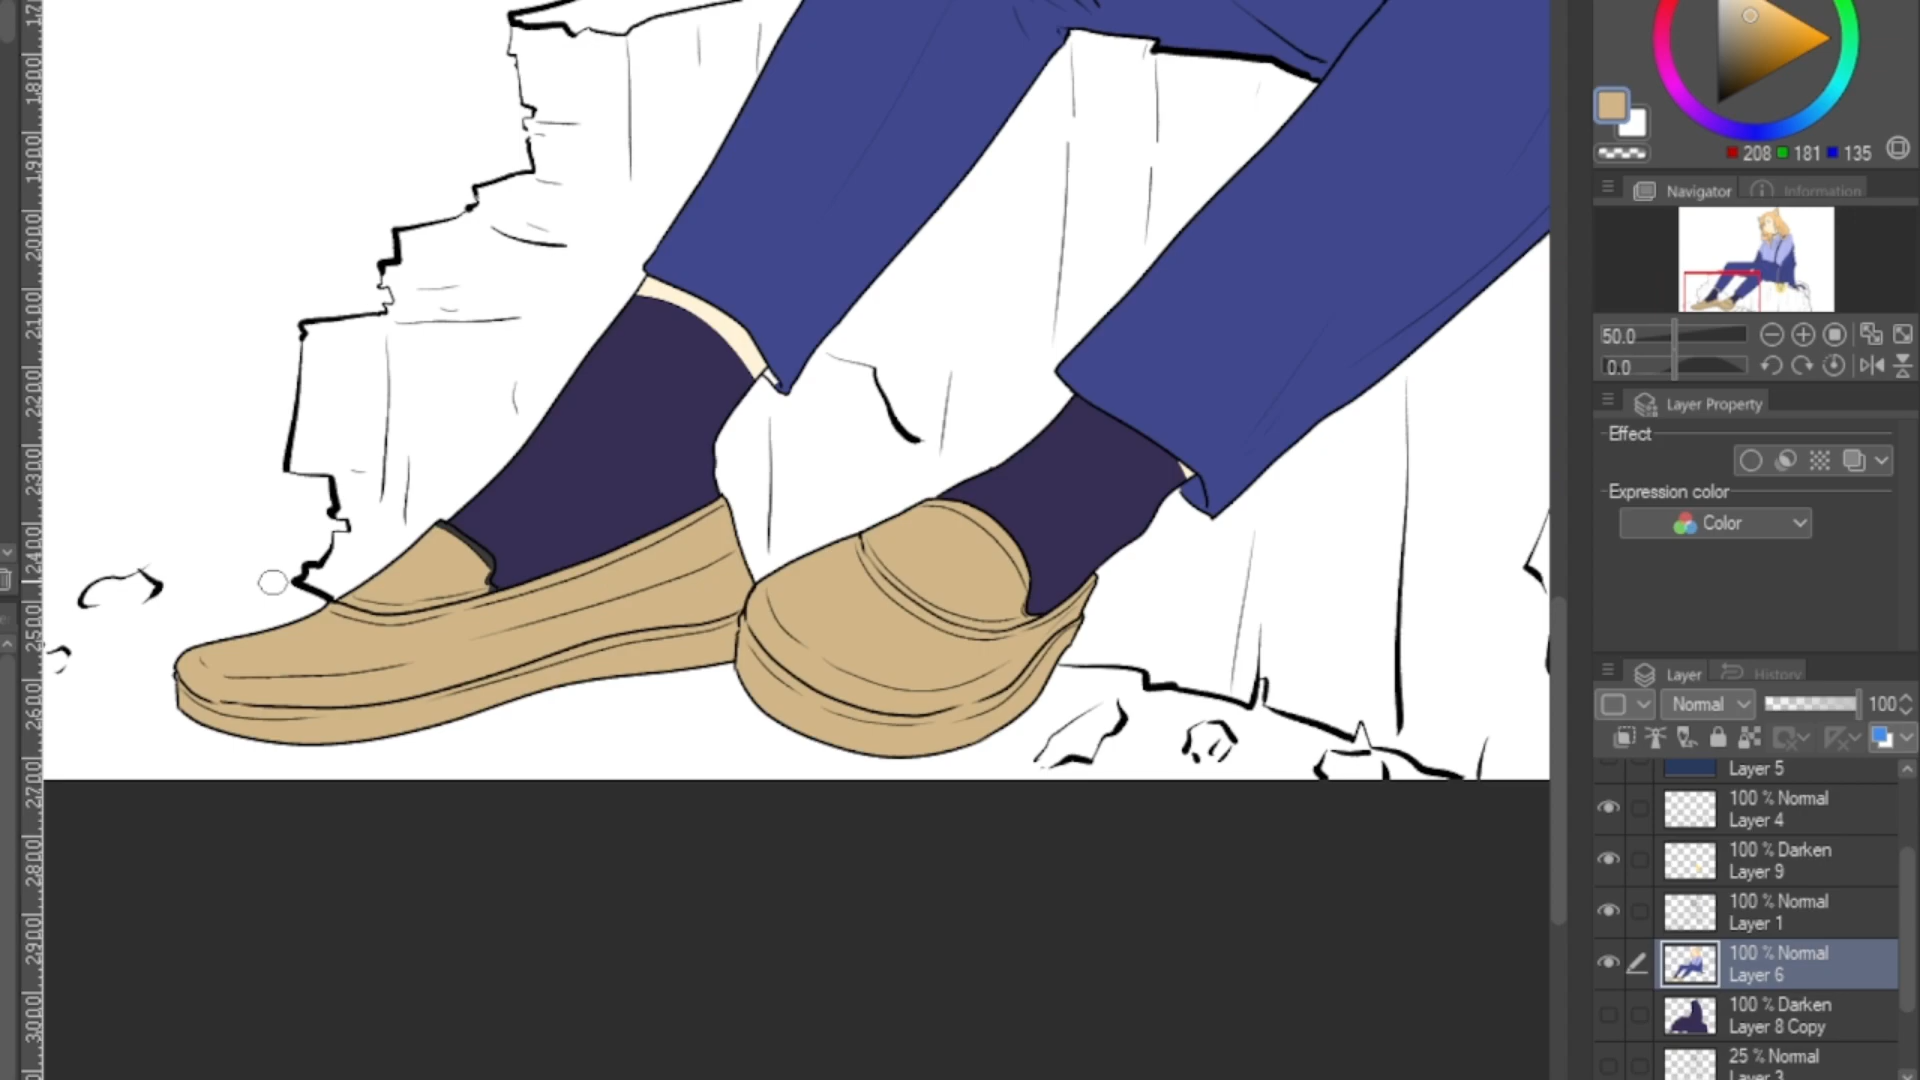 1800
1900
2000
2100
2200
2300
2400
2500
2600
2700
2800
2900
3000
208 181 135
Navigator Information
50.0
0.0
Layer Property
Effect
Expression color
Color
Layer History
Normal 100
Layer 5
100 % Normal
Layer 4
100 % Darken
Layer 9
100 % Normal
Layer 1
100 % Normal
Layer 6
100 % Darken
Layer 8 Copy
25 % Normal
Layer 3